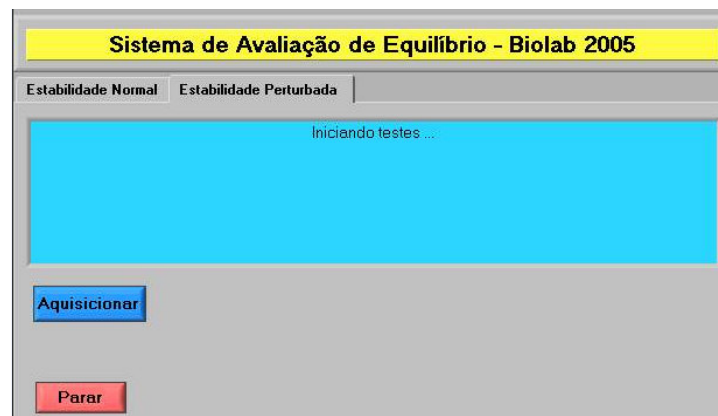 Sistema de Avaliação de Equilíbrio - Biolab 2005
Estabilidade Normal Estabilidade Perturbada
Iniciando testes ...
Aquisicionar
Parar